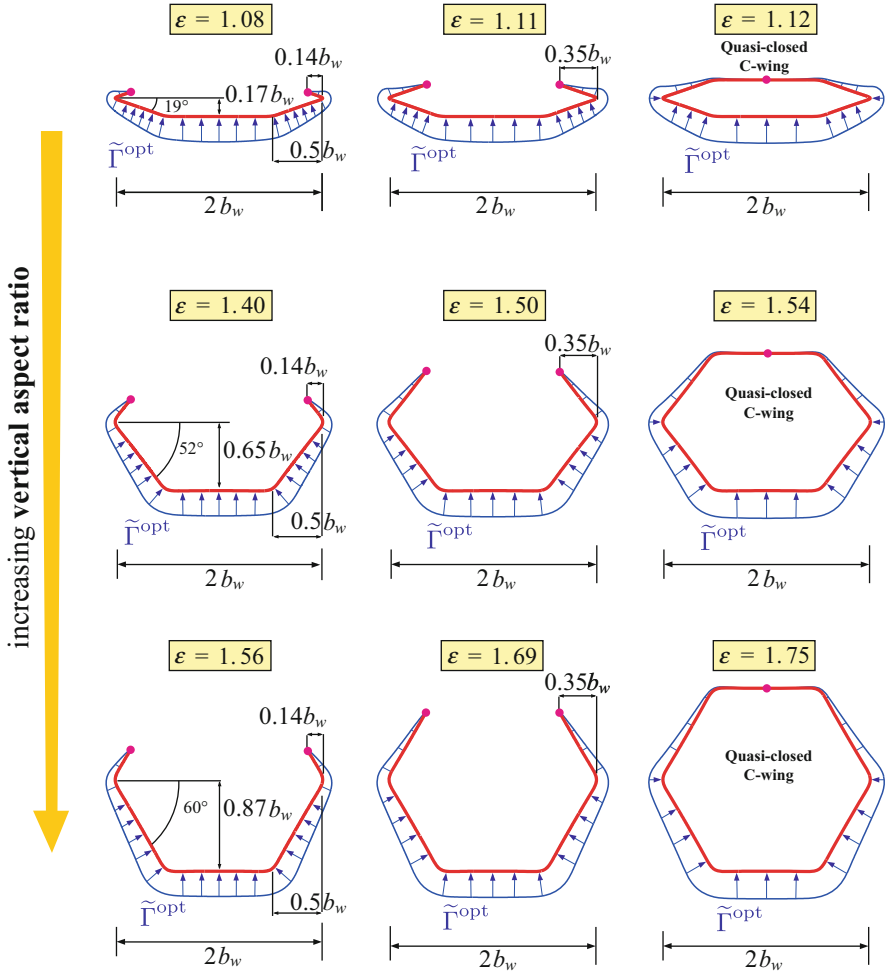 ε = 1.08
ε = 1.11
ε = 1.12
0.14b_w
19°
0.17b_w
0.5b_w
Γ̃^opt
2b_w
0.35b_w
Γ̃^opt
2b_w
Quasi-closed
C-wing
Γ̃^opt
2b_w
increasing vertical aspect ratio
ε = 1.40
ε = 1.50
ε = 1.54
0.14b_w
52°
0.65b_w
0.5b_w
Γ̃^opt
2b_w
0.35b_w
Γ̃^opt
2b_w
Quasi-closed
C-wing
Γ̃^opt
2b_w
ε = 1.56
ε = 1.69
ε = 1.75
0.14b_w
60°
0.87b_w
0.5b_w
Γ̃^opt
2b_w
0.35b_w
Γ̃^opt
2b_w
Quasi-closed
C-wing
Γ̃^opt
2b_w